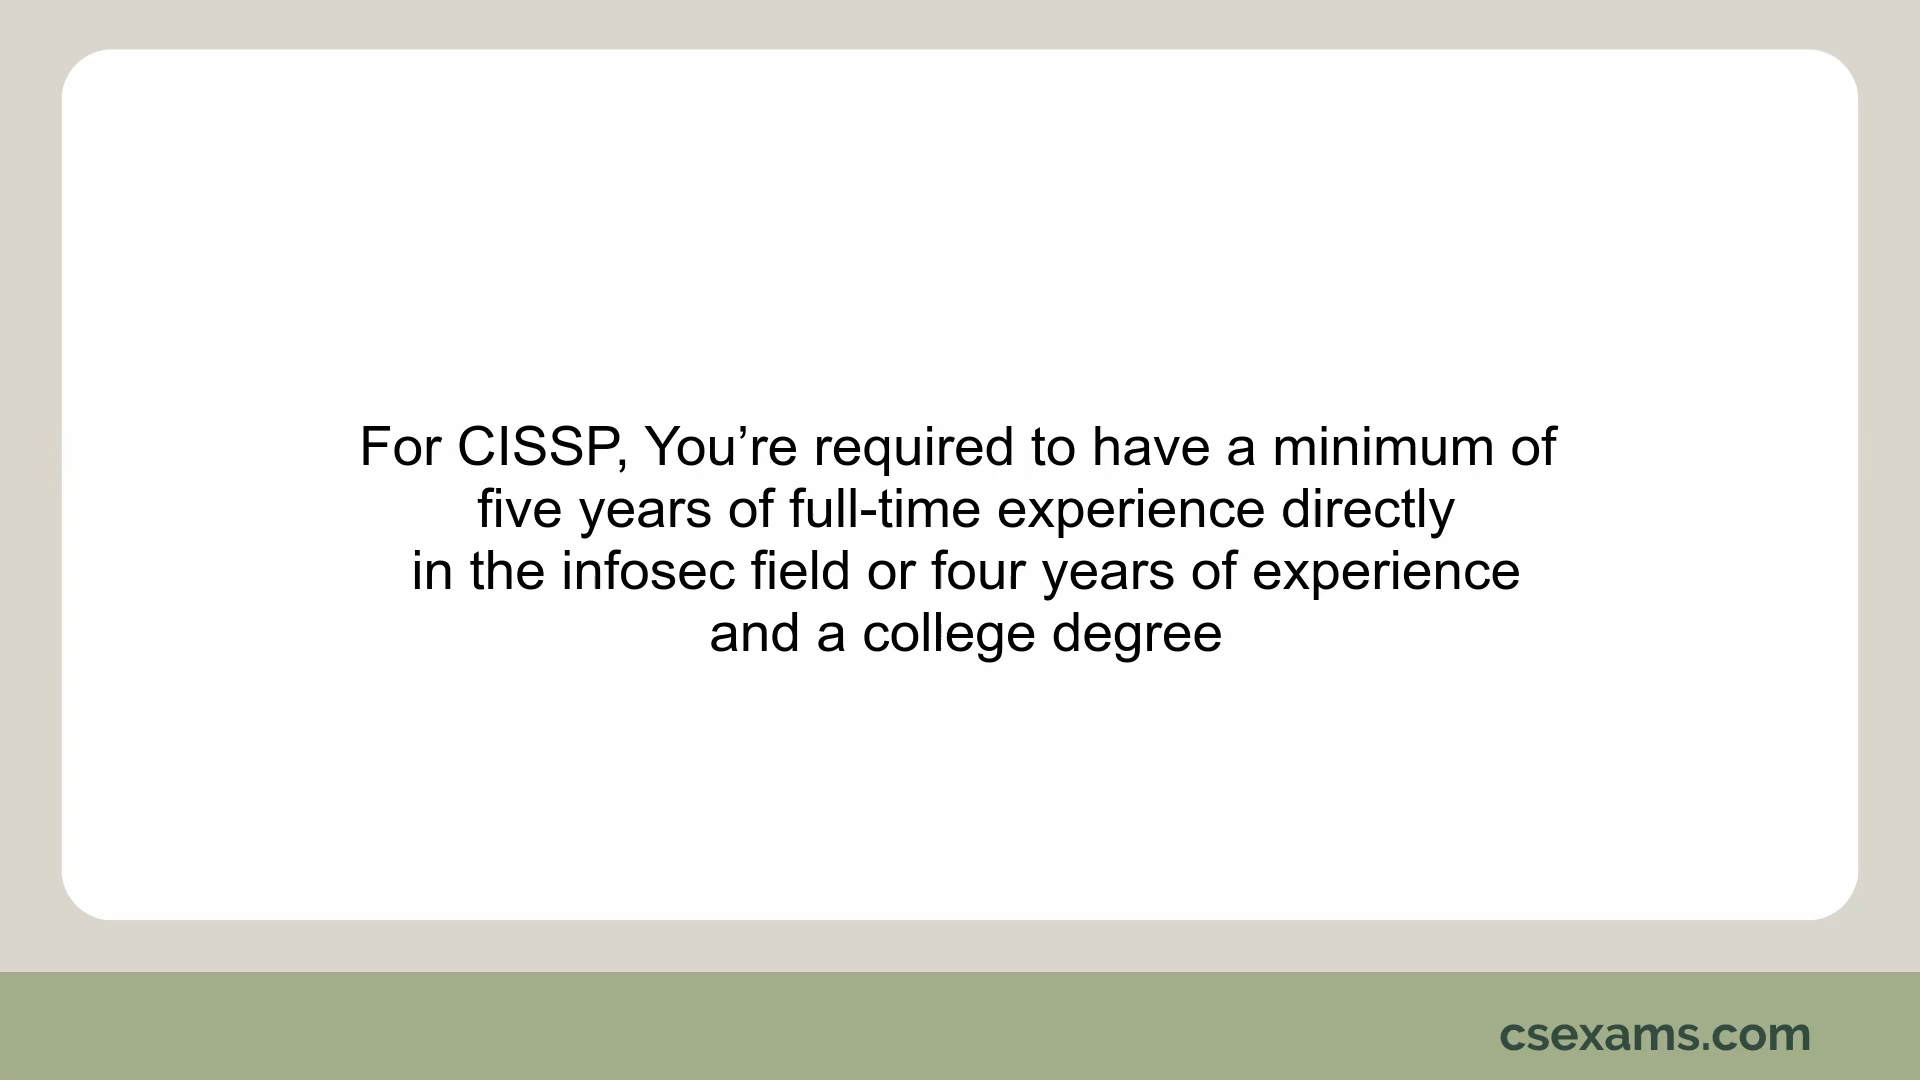 For CISSP, You’re required to have a minimum of
five years of full-time experience directly
in the infosec field or four years of experience
and a college degree
csexams.com